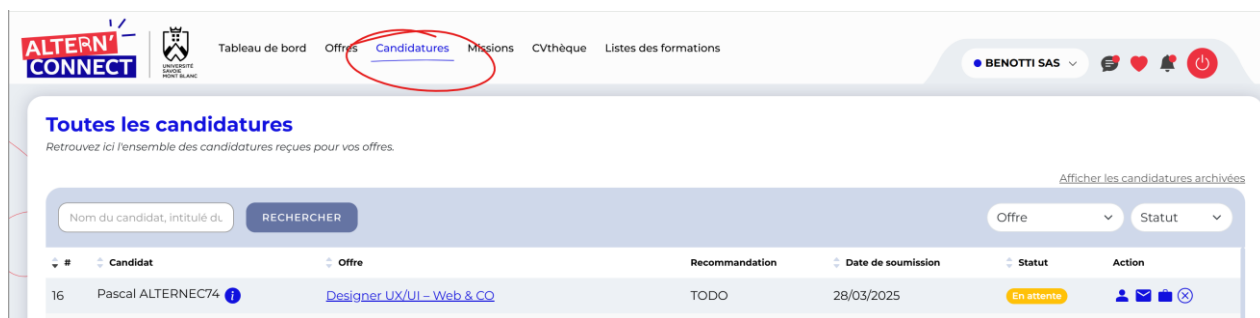 ALTERN'
CONNECT
UNIVERSITÉ
SAVOIE
MONT BLANC
Tableau de bord Offres Candidatures Missions CVthèque Listes des formations
BENOTTI SAS
Toutes les candidatures
Retrouvez ici l'ensemble des candidatures reçues pour vos offres.
Afficher les candidatures archivées
Nom du candidat, intitulé du RECHERCHER Offre Statut
# Candidat Offre Recommandation Date de soumission Statut Action
16 Pascal ALTERNEC74 i Designer UX/UI – Web & CO TODO 28/03/2025 En attente